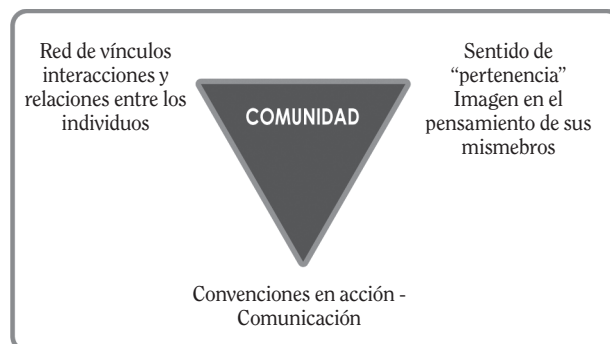 Red de vínculos
interacciones y
relaciones entre los
individuos
COMUNIDAD
Sentido de
“pertenencia”
Imagen en el
pensamiento de sus
mismebros
Convenciones en acción -
Comunicación